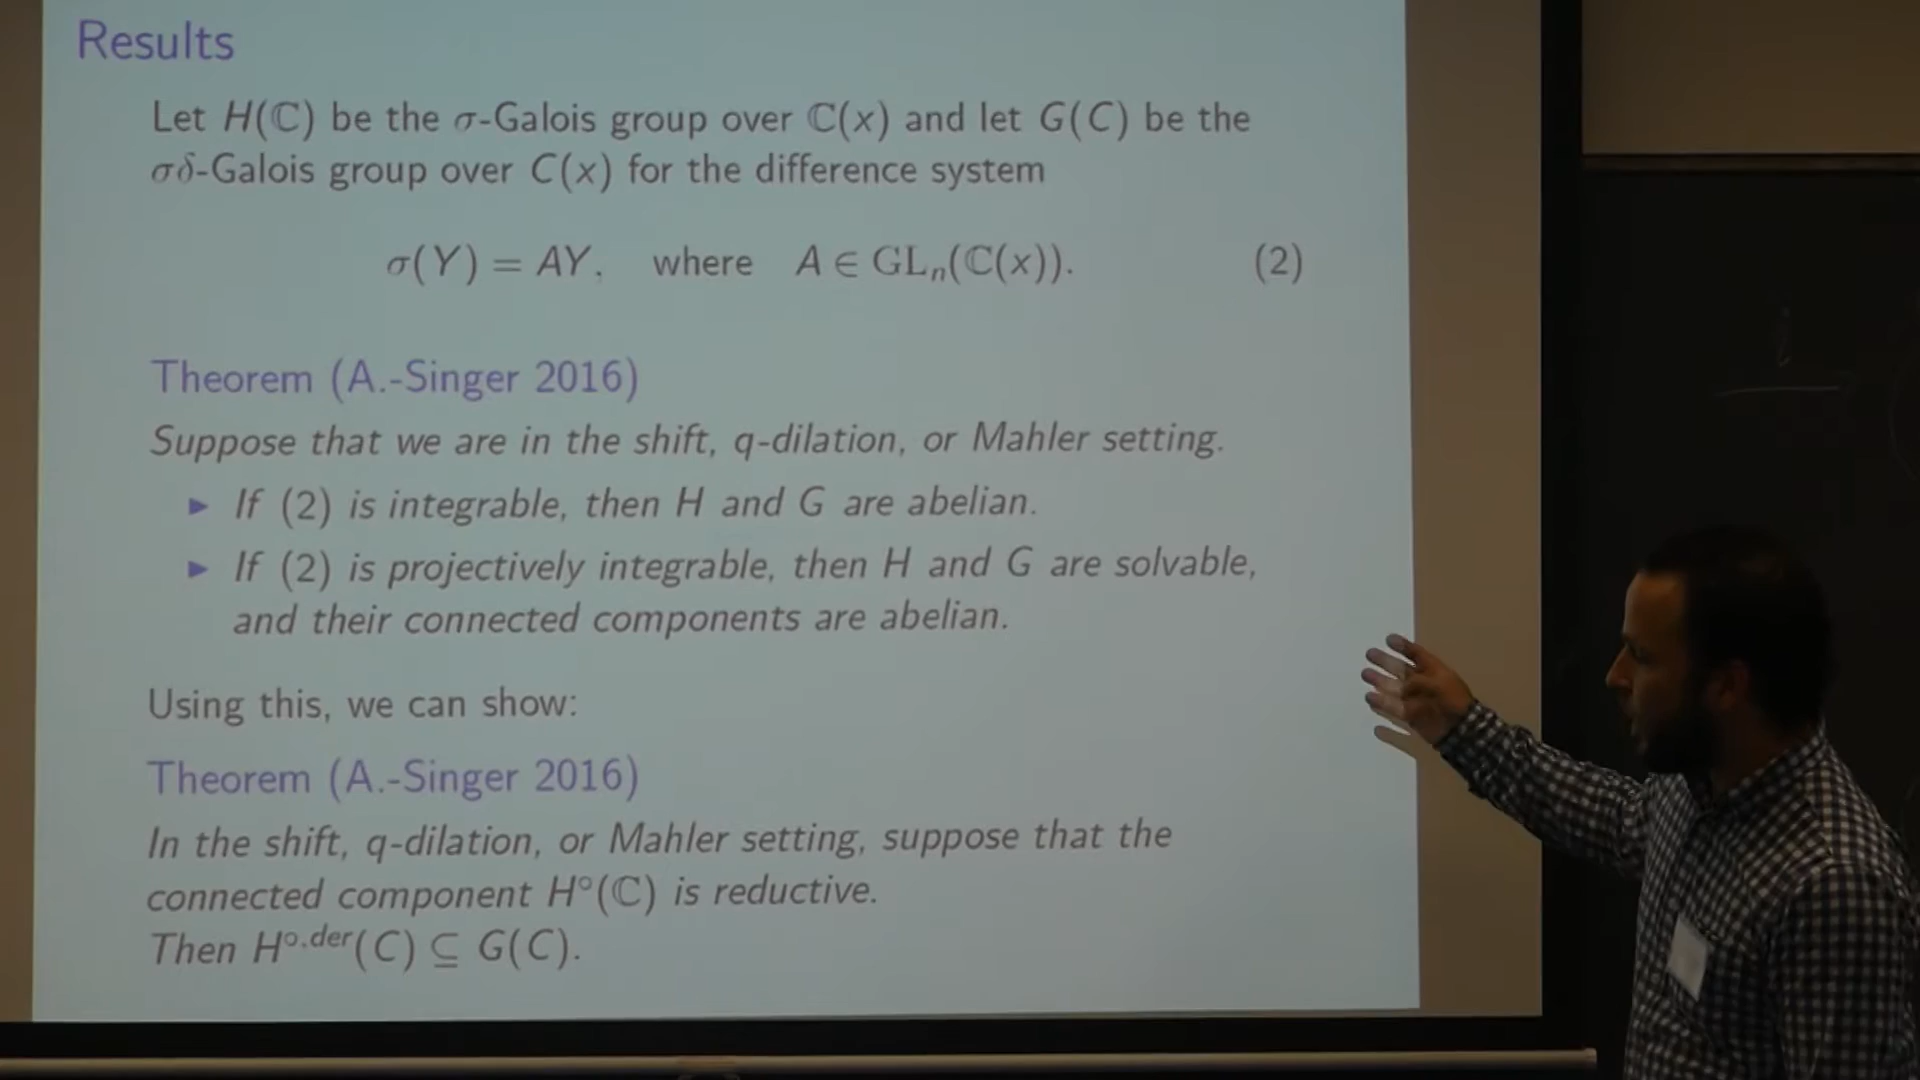 Results
Let H(ℂ) be the σ-Galois group over ℂ(x) and let G(C) be the
σδ-Galois group over C(x) for the difference system
σ(Y) = AY, where A ∈ GLₙ(ℂ(x)). (2)
Theorem (A.-Singer 2016)
Suppose that we are in the shift, q-dilation, or Mahler setting.
▶ If (2) is integrable, then H and G are abelian.
▶ If (2) is projectively integrable, then H and G are solvable,
and their connected components are abelian.
Using this, we can show:
Theorem (A.-Singer 2016)
In the shift, q-dilation, or Mahler setting, suppose that the
connected component H°(ℂ) is reductive.
Then H°,der(C) ⊆ G(C).